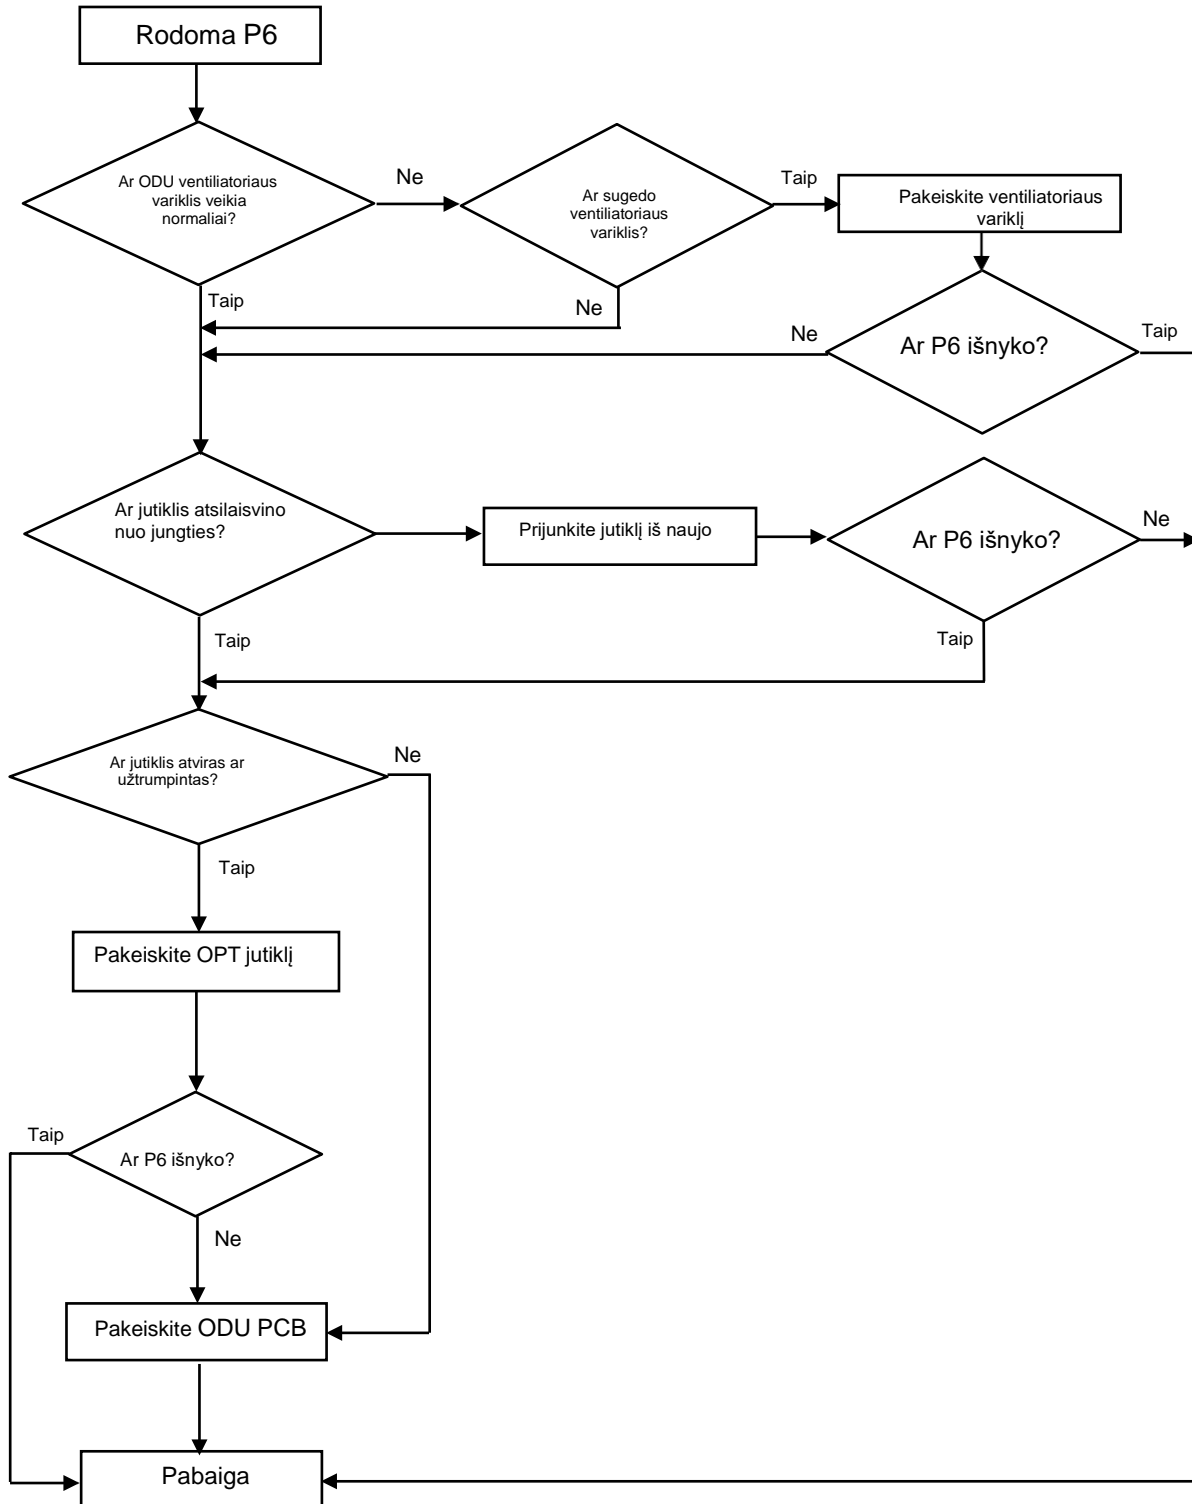 Rodoma P6
Ar ODU ventiliatoriaus
variklis veikia
normaliai?
Ne
Ar sugedo
ventiliatoriaus
variklis?
Taip
Pakeiskite ventiliatoriaus
variklį
Taip
Ne
Ne
Ar P6 išnyko?
Taip
Ar jutiklis atsilaisvino
nuo jungties?
Prijunkite jutiklį iš naujo
Ar P6 išnyko?
Ne
Taip
Taip
Ar jutiklis atviras ar
užtrumpintas?
Ne
Taip
Pakeiskite OPT jutiklį
Taip
Ar P6 išnyko?
Ne
Pakeiskite ODU PCB
Pabaiga